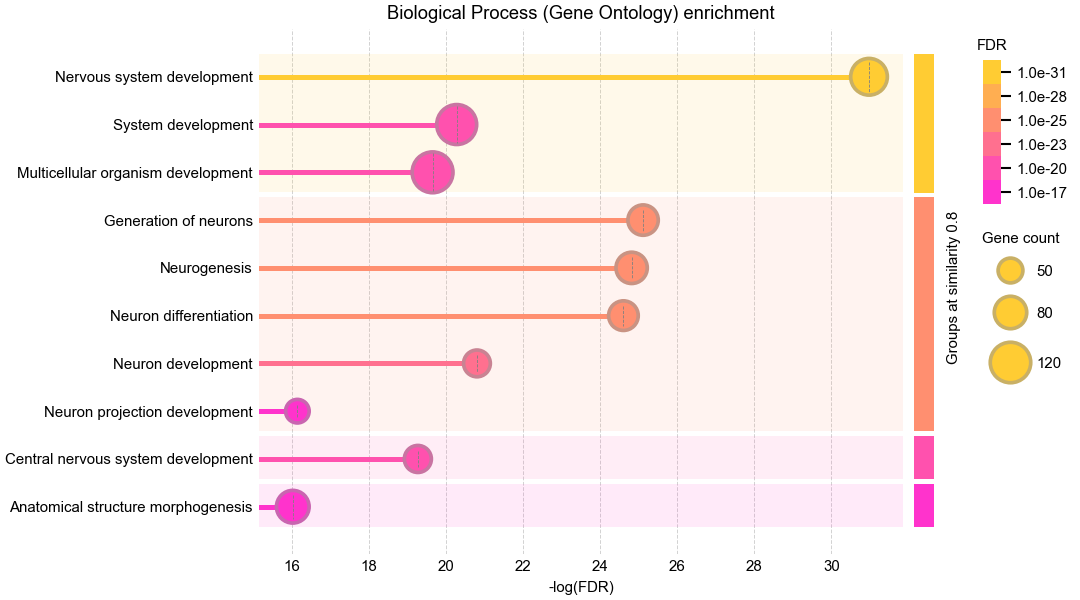 Biological Process (Gene Ontology) enrichment
Nervous system development
System development
Multicellular organism development
Generation of neurons
Neurogenesis
Neuron differentiation
Neuron development
Neuron projection development
Central nervous system development
Anatomical structure morphogenesis
16 18 20 22 24 26 28 30
-log(FDR)
Groups at similarity 0.8
FDR
1.0e-31
1.0e-28
1.0e-25
1.0e-23
1.0e-20
1.0e-17
Gene count
50
80
120